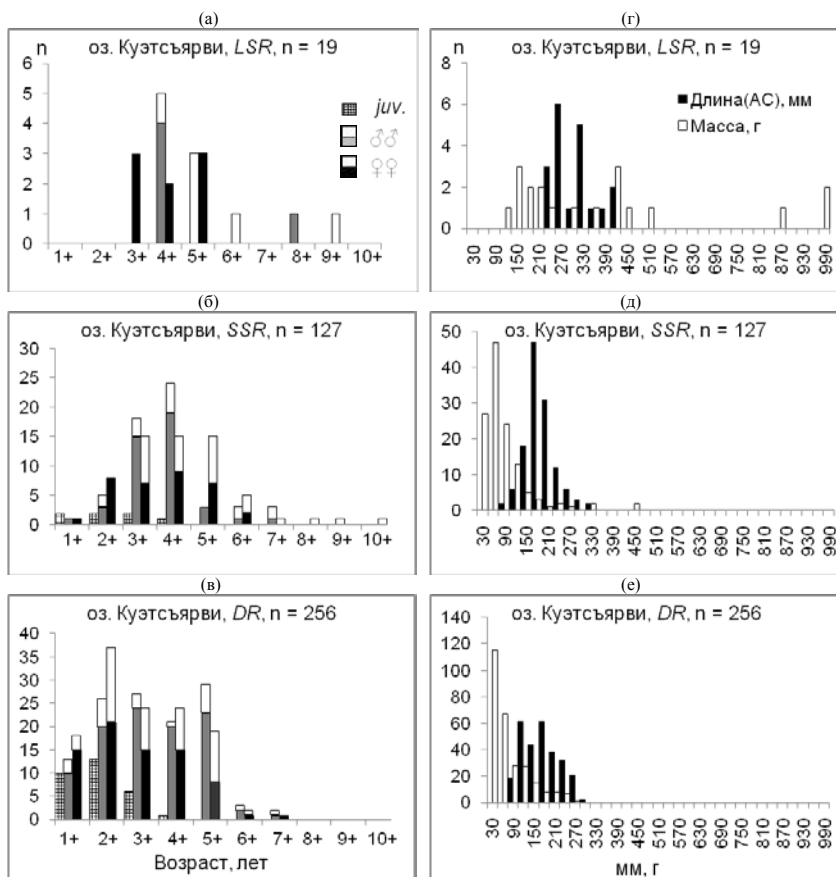 (а)
оз. Куэтсъярви, LSR, n = 19
n
6
5
4
3
2
1
0
juv.
♂♂
♀♀
1+ 2+ 3+ 4+ 5+ 6+ 7+ 8+ 9+ 10+
(г)
оз. Куэтсъярви, LSR, n = 19
n
8
6
4
2
0
Длина(АС), мм
Масса, г
30 90 150 210 270 330 390 450 510 570 630 690 750 810 870 930 990
(б)
оз. Куэтсъярви, SSR, n = 127
30
25
20
15
10
5
0
1+ 2+ 3+ 4+ 5+ 6+ 7+ 8+ 9+ 10+
(д)
оз. Куэтсъярви, SSR, n = 127
50
40
30
20
10
0
30 90 150 210 270 330 390 450 510 570 630 690 750 810 870 930 990
(в)
оз. Куэтсъярви, DR, n = 256
40
35
30
25
20
15
10
5
0
1+ 2+ 3+ 4+ 5+ 6+ 7+ 8+ 9+ 10+
Возраст, лет
(е)
оз. Куэтсъярви, DR, n = 256
140
120
100
80
60
40
20
0
30 90 150 210 270 330 390 450 510 570 630 690 750 810 870 930 990
мм, г